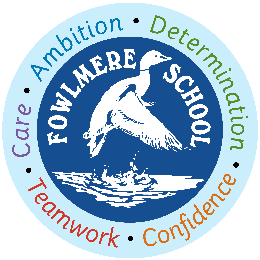 Care • Ambition • Determination
• Teamwork • Confidence •
FOWLMERE SCHOOL